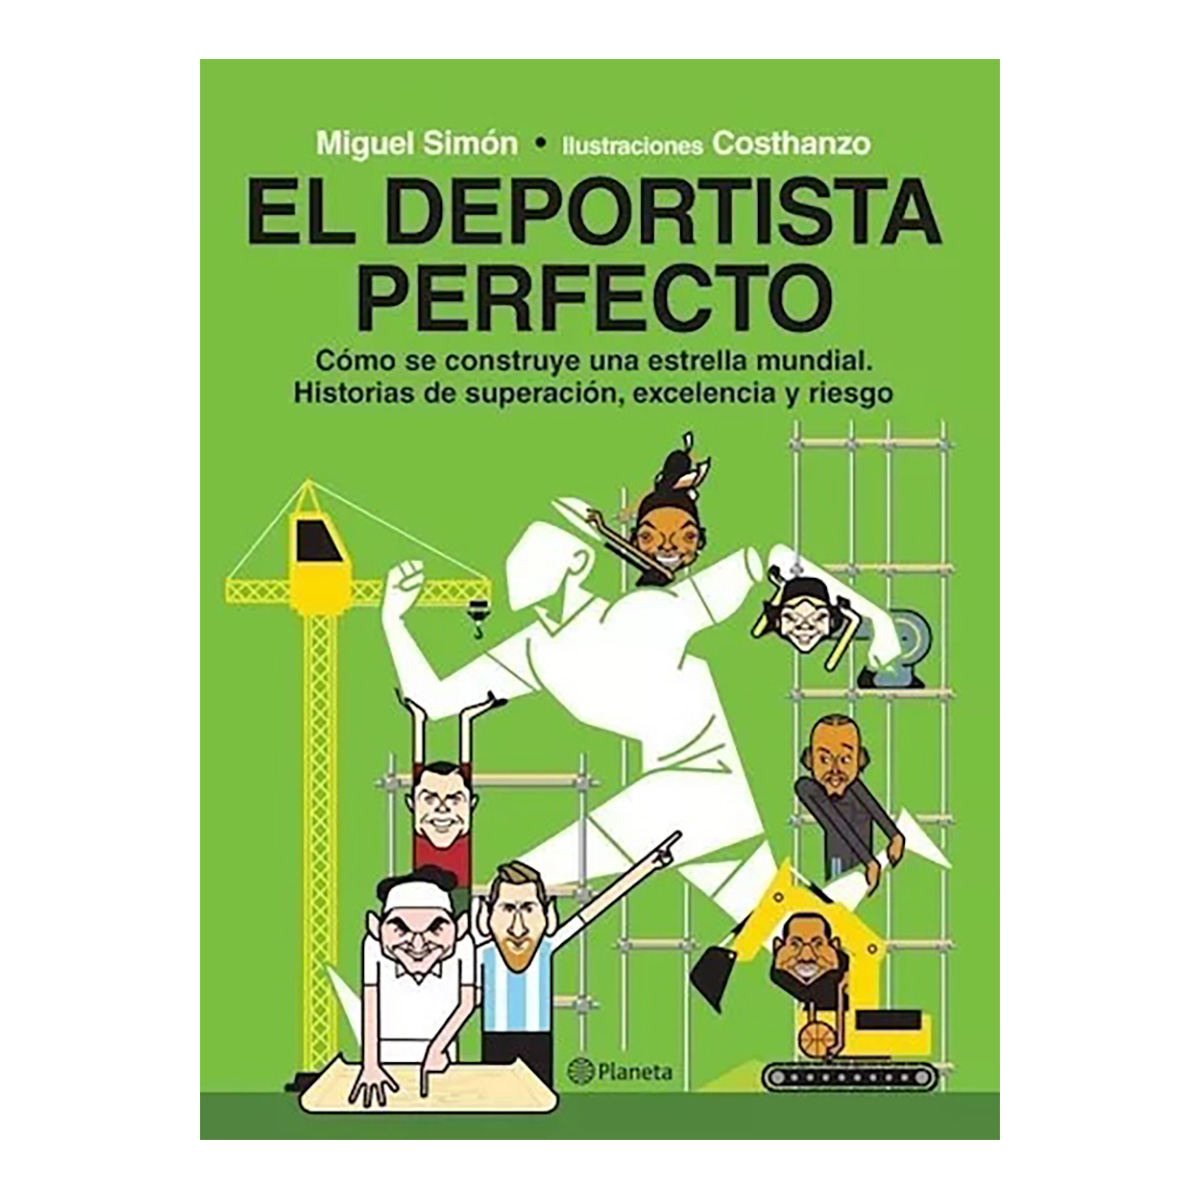 Miguel Simón • Ilustraciones Costhanzo
EL DEPORTISTA
PERFECTO
Cómo se construye una estrella mundial.
Historias de superación, excelencia y riesgo
Planeta